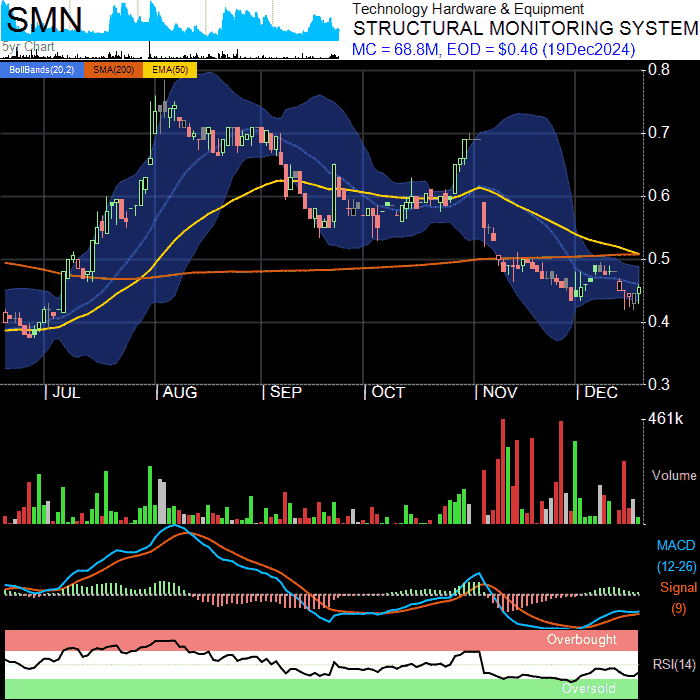 SMN
5yr Chart
Technology Hardware & Equipment
STRUCTURAL MONITORING SYSTEM
MC = 68.8M, EOD = $0.46 (19Dec2024)
BollBands(20,2) SMA(200) EMA(50)
0.8
0.7
0.6
0.5
0.4
0.3
| JUL | AUG | SEP | OCT | NOV | DEC
461k
Volume
MACD
(12-26)
Signal
(9)
Overbought
RSI(14)
Oversold